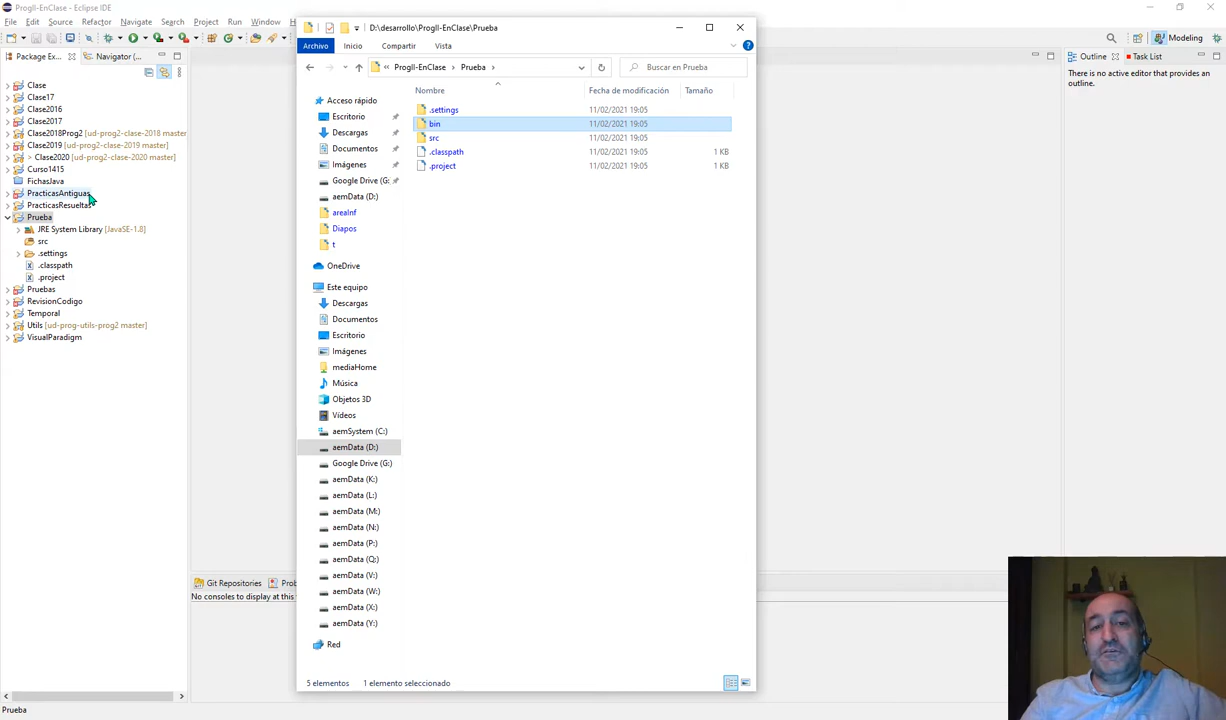 ProgII-EnClase - Eclipse IDE
File Edit Source Refactor Navigate Search Project Run Window
Modeling
Package Ex...
Navigator (...
Clase
Clase17
Clase2016
Clase2017
Clase2018Prog2 [ud-prog2-clase-2018 master]
Clase2019 [ud-prog2-clase-2019 master]
> Clase2020 [ud-prog2-clase-2020 master]
Curso1415
FichasJava
PracticasAntiguas
PracticasResueltas
Prueba
JRE System Library [JavaSE-1.8]
src
.settings
.classpath
.project
Pruebas
RevisionCodigo
Temporal
Utils [ud-prog-utils-prog2 master]
VisualParadigm
D:\desarrollo\ProgII-EnClase\Prueba
Archivo Inicio Compartir Vista
« ProgII-EnClase > Prueba >
Buscar en Prueba
Acceso rápido
Escritorio
Descargas
Documentos
Imágenes
Google Drive (G:
aemData (D:)
areaInf
Diapos
t
OneDrive
Este equipo
Descargas
Documentos
Escritorio
Imágenes
mediaHome
Música
Objetos 3D
Vídeos
aemSystem (C:)
aemData (D:)
Google Drive (G:)
aemData (K:)
aemData (L:)
aemData (M:)
aemData (N:)
aemData (P:)
aemData (Q:)
aemData (V:)
aemData (W:)
aemData (X:)
aemData (Y:)
Red
Nombre Fecha de modificación Tamaño
.settings 11/02/2021 19:05
bin 11/02/2021 19:05
src 11/02/2021 19:05
.classpath 11/02/2021 19:05 1 KB
.project 11/02/2021 19:05 1 KB
5 elementos 1 elemento seleccionado
Outline
Task List
There is no active editor that provides an
outline.
Git Repositories
Prob
No consoles to display at this
Prueba